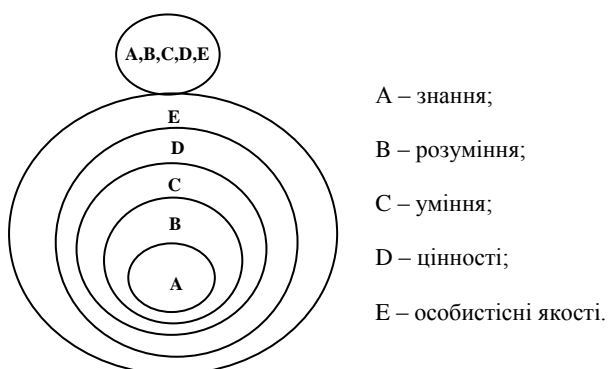 A,B,C,D,E
E
D
C
B
A
A – знання;
B – розуміння;
C – уміння;
D – цінності;
E – особистісні якості.